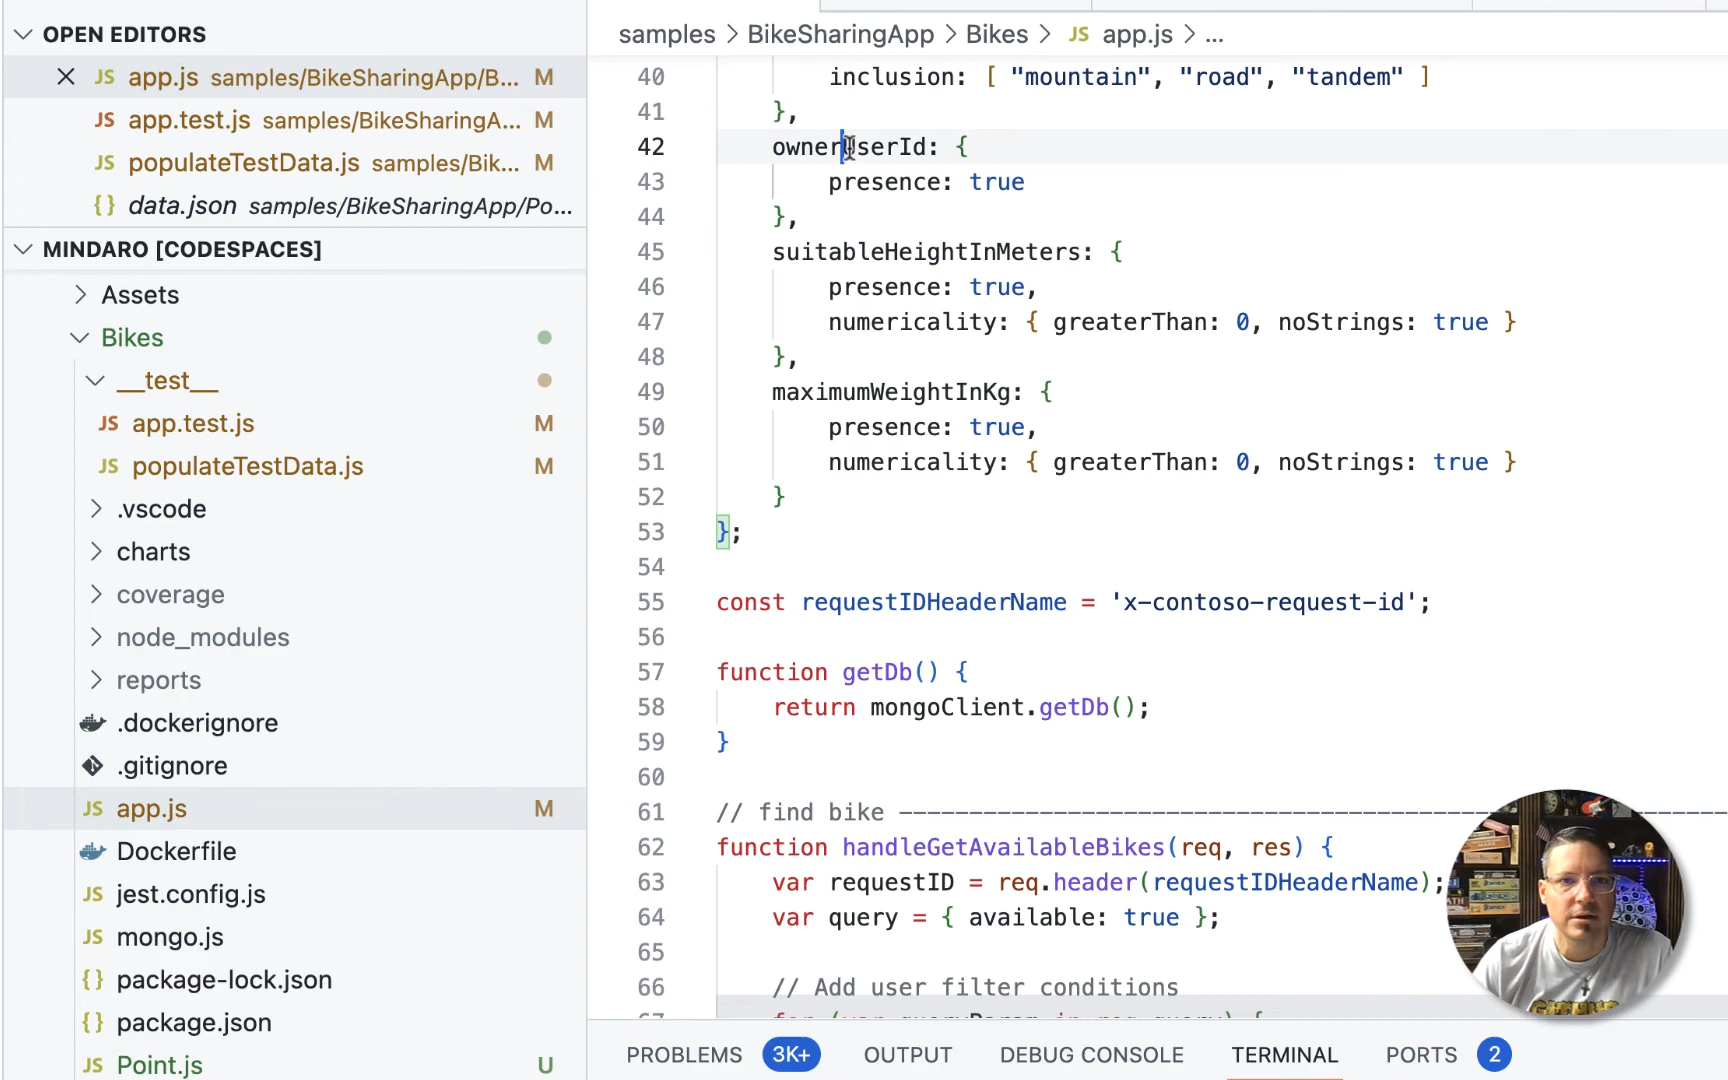 OPEN EDITORS
JS app.js samples/BikeSharingApp/B... M
JS app.test.js samples/BikeSharingA... M
JS populateTestData.js samples/Bik... M
{} data.json samples/BikeSharingApp/Po...
MINDARO [CODESPACES]
Assets
Bikes
__test__
JS app.test.js M
JS populateTestData.js M
.vscode
charts
coverage
node_modules
reports
.dockerignore
.gitignore
JS app.js M
Dockerfile
JS jest.config.js
JS mongo.js
{} package-lock.json
{} package.json
JS Point.js U
samples > BikeSharingApp > Bikes > JS app.js > ...
40 inclusion: [ "mountain", "road", "tandem" ]
41 },
42 ownerUserId: {
43 presence: true
44 },
45 suitableHeightInMeters: {
46 presence: true,
47 numericality: { greaterThan: 0, noStrings: true }
48 },
49 maximumWeightInKg: {
50 presence: true,
51 numericality: { greaterThan: 0, noStrings: true }
52 }
53 };
54
55 const requestIDHeaderName = 'x-contoso-request-id';
56
57 function getDb() {
58 return mongoClient.getDb();
59 }
60
61 // find bike ------------------------------------------------------------
62 function handleGetAvailableBikes(req, res) {
63 var requestID = req.header(requestIDHeaderName);
64 var query = { available: true };
65
66 // Add user filter conditions
67 for (var queryParam in req.query) {
PROBLEMS 3K+ OUTPUT DEBUG CONSOLE TERMINAL PORTS 2